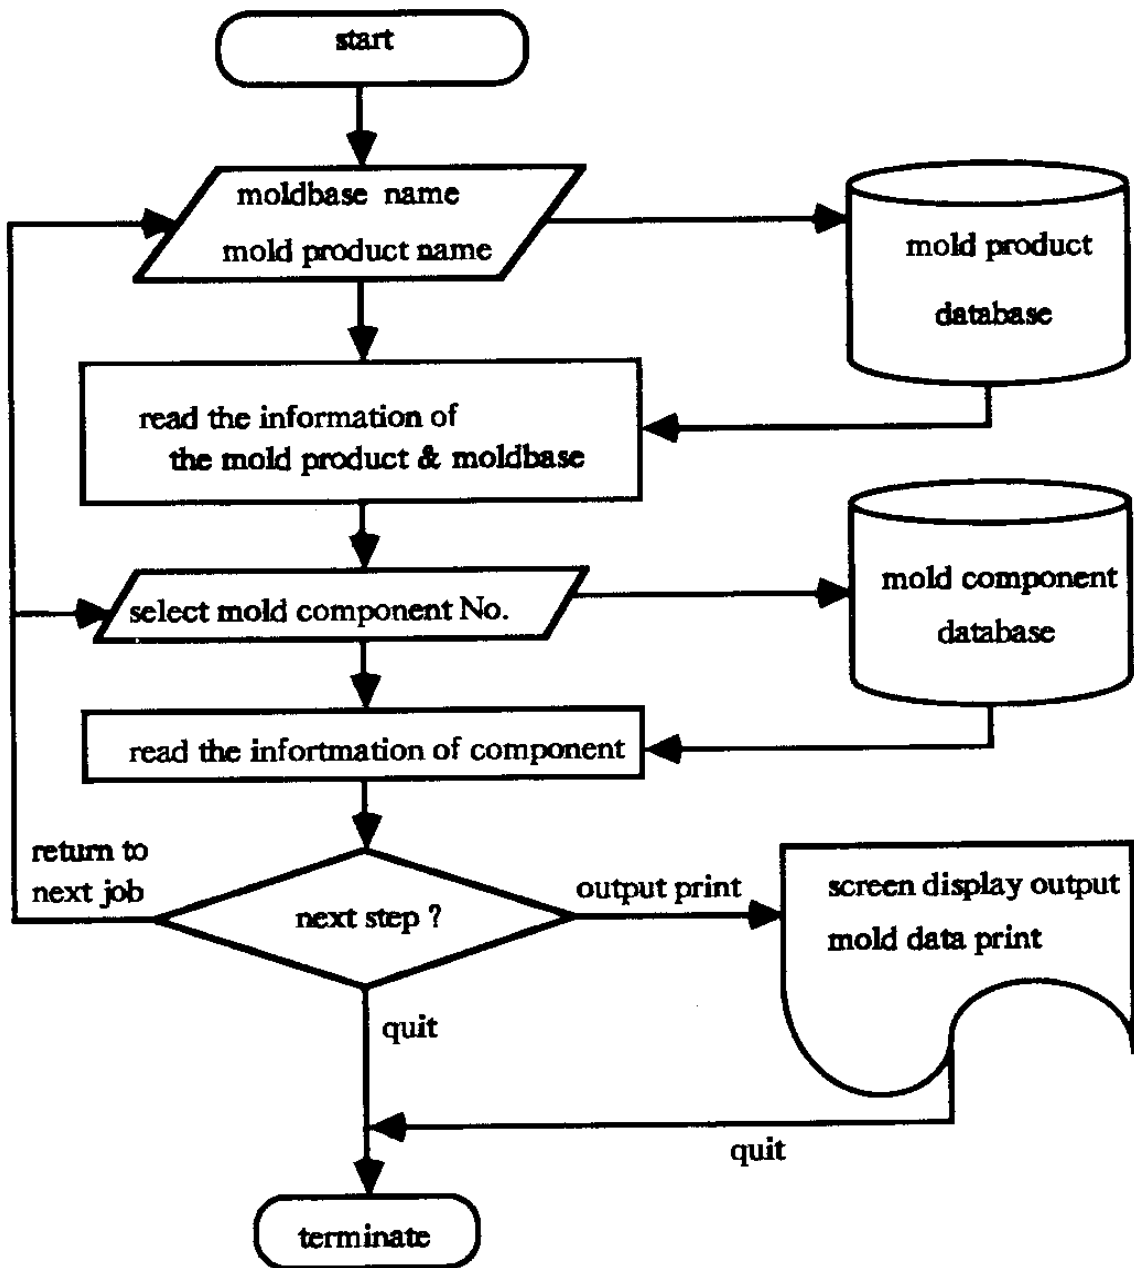 start
moldbase name
mold product name
mold product
database
read the information of
the mold product & moldbase
select mold component No.
mold component
database
read the infortmation of component
return to
next job
next step ?
output print
screen display output
mold data print
quit
quit
terminate